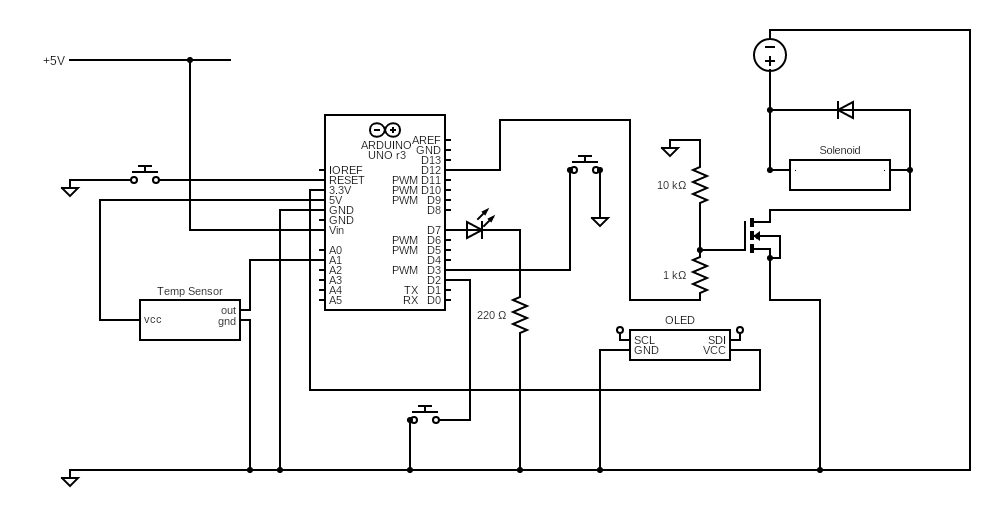 +5V
ARDUINO
UNO r3
AREF
GND
D13
IOREF D12
RESET PWM D11
3.3V PWM D10
5V PWM D9
GND D8
GND
Vin D7
PWM D6
A0 PWM D5
A1 D4
A2 PWM D3
A3 D2
A4 TX D1
A5 RX D0
Solenoid
10 kΩ
1 kΩ
Temp Sensor
vcc
out
gnd
220 Ω
OLED
SCL SDI
GND VCC